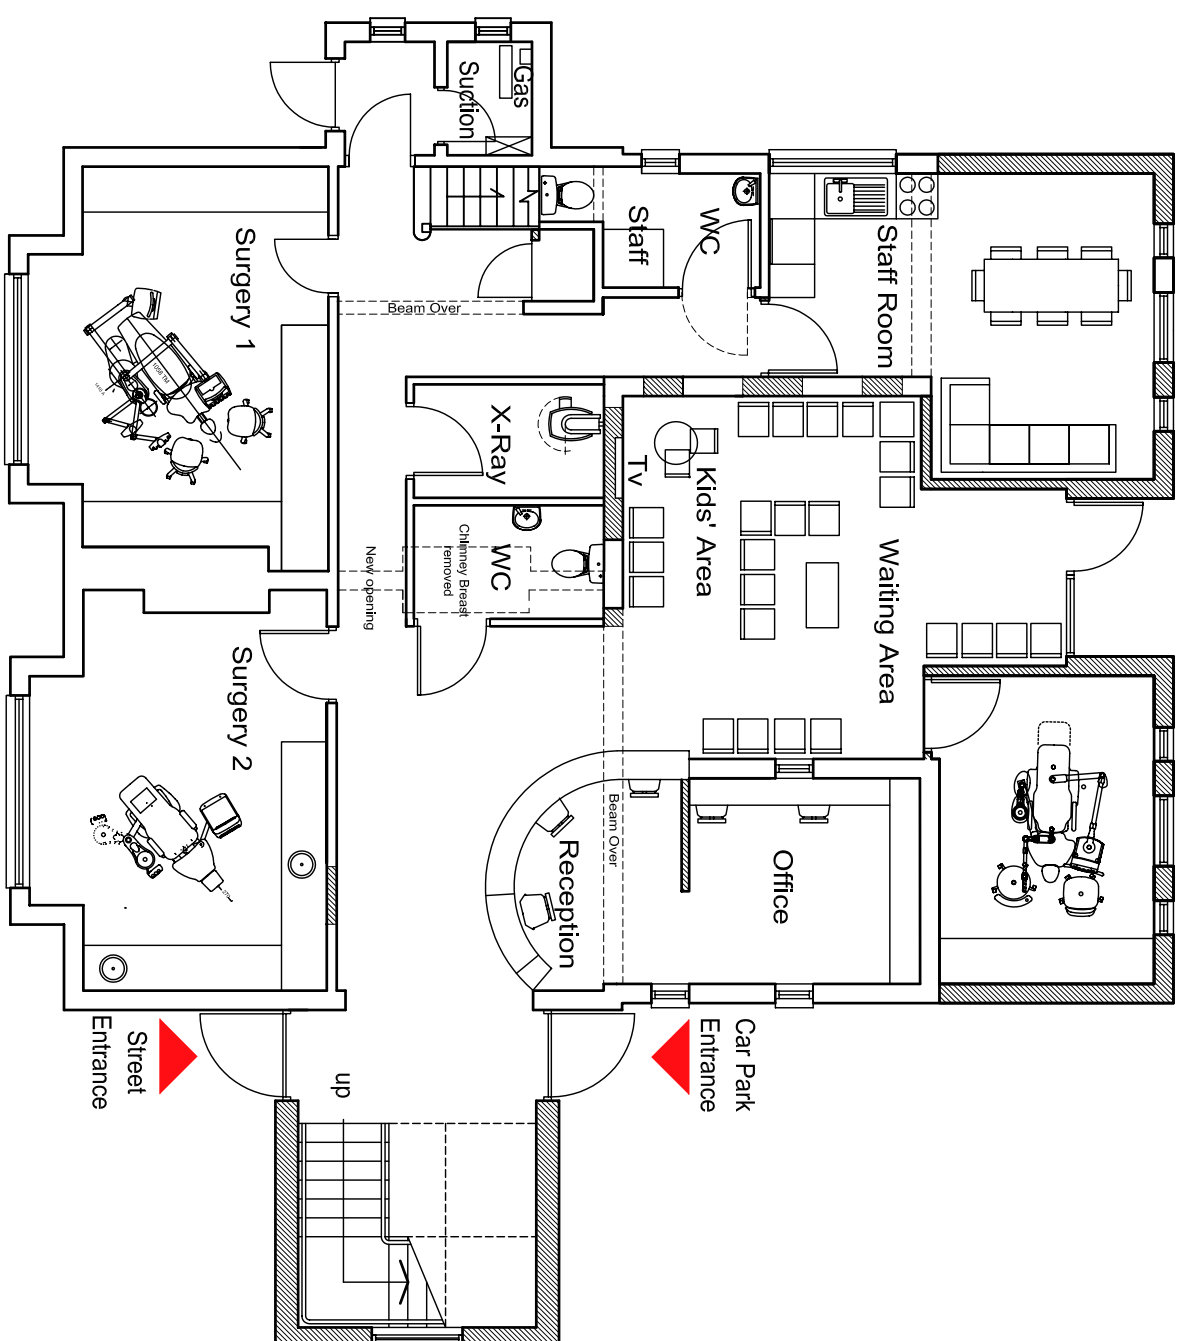 Gas
Suction
Surgery 1
Staff
WC
Staff Room
Beam Over
X-Ray
Tv
Kids' Area
Waiting Area
WC
Chimney Breast
removed
New opening
Surgery 2
Beam Over
Reception
Office
Street
Entrance
Car Park
Entrance
up